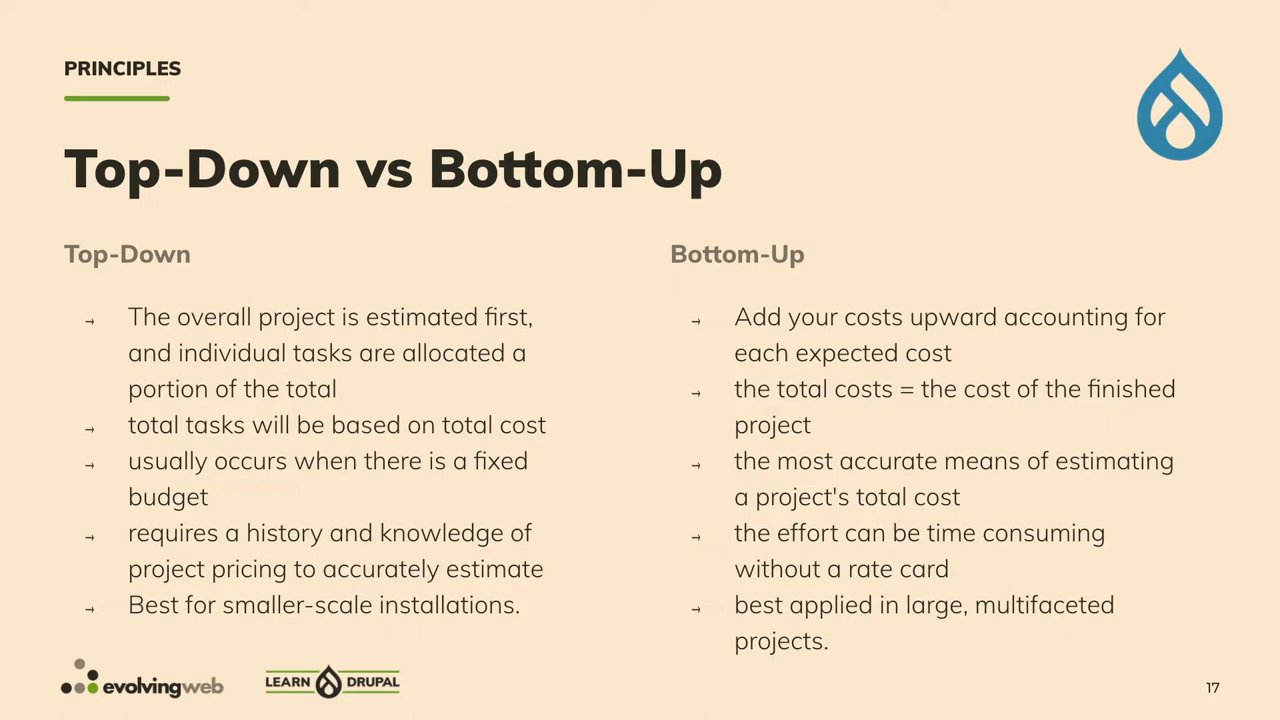 PRINCIPLES
Top-Down vs Bottom-Up
Top-Down
→ The overall project is estimated first,
and individual tasks are allocated a
portion of the total
→ total tasks will be based on total cost
→ usually occurs when there is a fixed
budget
→ requires a history and knowledge of
project pricing to accurately estimate
→ Best for smaller-scale installations.
Bottom-Up
→ Add your costs upward accounting for
each expected cost
→ the total costs = the cost of the finished
project
→ the most accurate means of estimating
a project's total cost
→ the effort can be time consuming
without a rate card
→ best applied in large, multifaceted
projects.
evolvingweb
LEARN DRUPAL
17